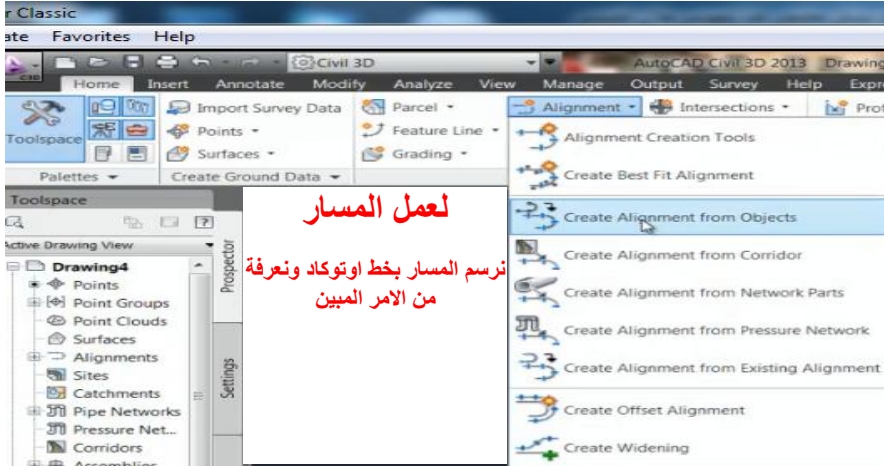 r Classic
ate Favorites Help
Civil 3D
AutoCAD Civil 3D 2013 Drawing
C3D
Home Insert Annotate Modify Analyze View Manage Output Survey Help Expre
Toolspace
Import Survey Data
Points
Surfaces
Parcel
Feature Line
Grading
Alignment
Intersections
Prof
Palettes
Create Ground Data
Alignment Creation Tools
Create Best Fit Alignment
Create Alignment from Objects
Create Alignment from Corridor
Create Alignment from Network Parts
Create Alignment from Pressure Network
Create Alignment from Existing Alignment
Create Offset Alignment
Create Widening
Toolspace
Active Drawing View
Drawing4
Points
Point Groups
Point Clouds
Surfaces
Alignments
Sites
Catchments
Pipe Networks
Pressure Net...
Corridors
Assemblies
Prospector
Settings
لعمل المسار
نرسم المسار بخط اوتوكاد ونعرفة
من الامر المبين